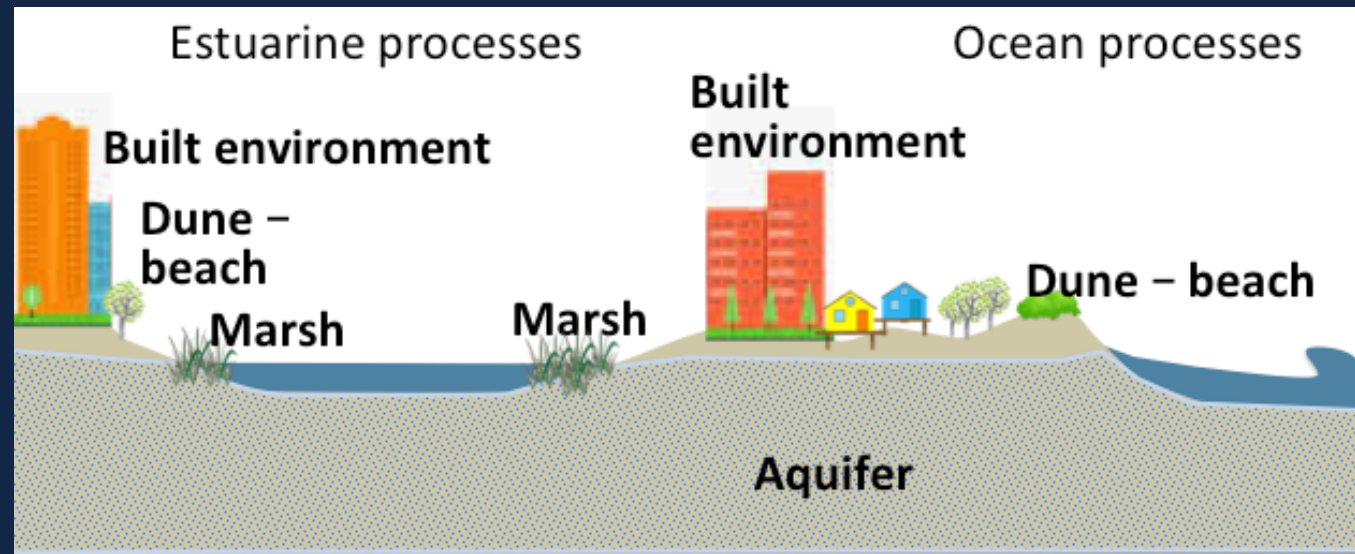 Estuarine processes
Ocean processes
Built
environment
Built environment
Dune –
beach
Dune – beach
Marsh
Marsh
Aquifer